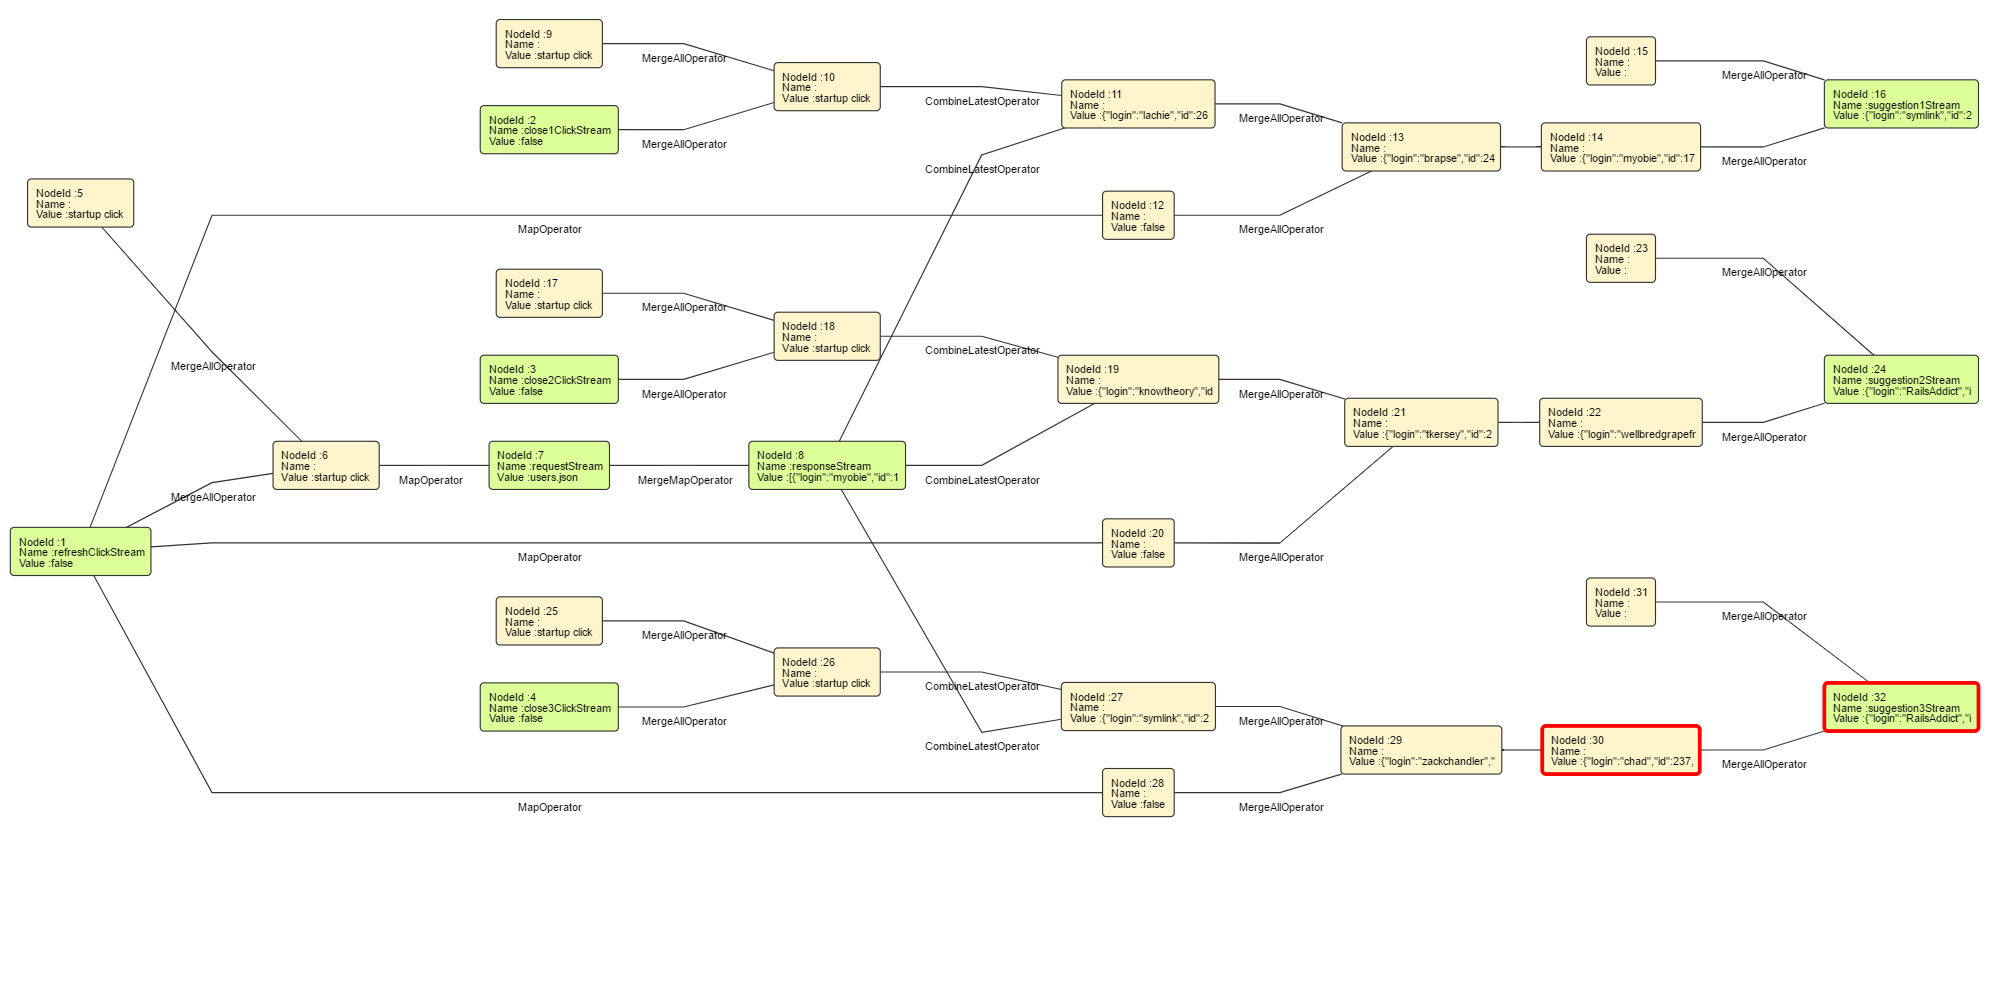 NodeId :9
Name :
Value :startup click
MergeAllOperator
NodeId :2
Name :close1ClickStream
Value :false
MergeAllOperator
NodeId :10
Name :
Value :startup click
CombineLatestOperator
CombineLatestOperator
NodeId :11
Name :
Value :{"login":"lachie","id":26
MergeAllOperator
NodeId :12
Name :
Value :false
MergeAllOperator
NodeId :13
Name :
Value :{"login":"brapse","id":24
NodeId :14
Name :
Value :{"login":"myobie","id":17
MergeAllOperator
NodeId :15
Name :
Value :
MergeAllOperator
NodeId :16
Name :suggestion1Stream
Value :{"login":"symlink","id":2
NodeId :5
Name :
Value :startup click
MapOperator
MergeAllOperator
NodeId :17
Name :
Value :startup click
MergeAllOperator
NodeId :3
Name :close2ClickStream
Value :false
MergeAllOperator
NodeId :18
Name :
Value :startup click
CombineLatestOperator
NodeId :19
Name :
Value :{"login":"knowtheory","id
MergeAllOperator
NodeId :21
Name :
Value :{"login":"tkersey","id":2
NodeId :22
Name :
Value :{"login":"wellbredgrapefr
MergeAllOperator
NodeId :23
Name :
Value :
MergeAllOperator
NodeId :24
Name :suggestion2Stream
Value :{"login":"RailsAddict","i
NodeId :6
Name :
Value :startup click
MergeAllOperator
MapOperator
NodeId :7
Name :requestStream
Value :users.json
MergeMapOperator
NodeId :8
Name :responseStream
Value :[{"login":"myobie","id":1
CombineLatestOperator
NodeId :1
Name :refreshClickStream
Value :false
MapOperator
NodeId :20
Name :
Value :false
MergeAllOperator
NodeId :25
Name :
Value :startup click
MergeAllOperator
NodeId :4
Name :close3ClickStream
Value :false
MergeAllOperator
NodeId :26
Name :
Value :startup click
CombineLatestOperator
CombineLatestOperator
NodeId :27
Name :
Value :{"login":"symlink","id":2
MergeAllOperator
NodeId :28
Name :
Value :false
MapOperator
MergeAllOperator
NodeId :29
Name :
Value :{"login":"zackchandler","
NodeId :30
Name :
Value :{"login":"chad","id":237,
MergeAllOperator
NodeId :31
Name :
Value :
MergeAllOperator
NodeId :32
Name :suggestion3Stream
Value :{"login":"RailsAddict","i